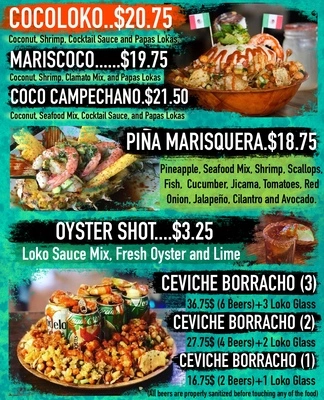 COCOLOKO..$20.75
Coconut, Shrimp, Cocktail Sauce and Papas Lokas
MARISCOCO......$19.75
Coconut, Shrimp, Clamato Mix, and Papas Lokas
COCO CAMPECHANO.$21.50
Coconut, Seafood Mix, Cocktail Sauce, and Papas Lokas
PIÑA MARISQUERA.$18.75
Pineapple, Seafood Mix, Shrimp, Scallops,
Fish, Cucumber, Jicama, Tomatoes, Red
Onion, Jalapeño, Cilantro and Avocado.
OYSTER SHOT....$3.25
Loko Sauce Mix, Fresh Oyster and Lime
CEVICHE BORRACHO (3)
36.75$ (6 Beers)+3 Loko Glass
CEVICHE BORRACHO (2)
27.75$ (4 Beers)+2 Loko Glass
CEVICHE BORRACHO (1)
16.75$ (2 Beers)+1 Loko Glass
(All beers are properly sanitized before touching any of the food)